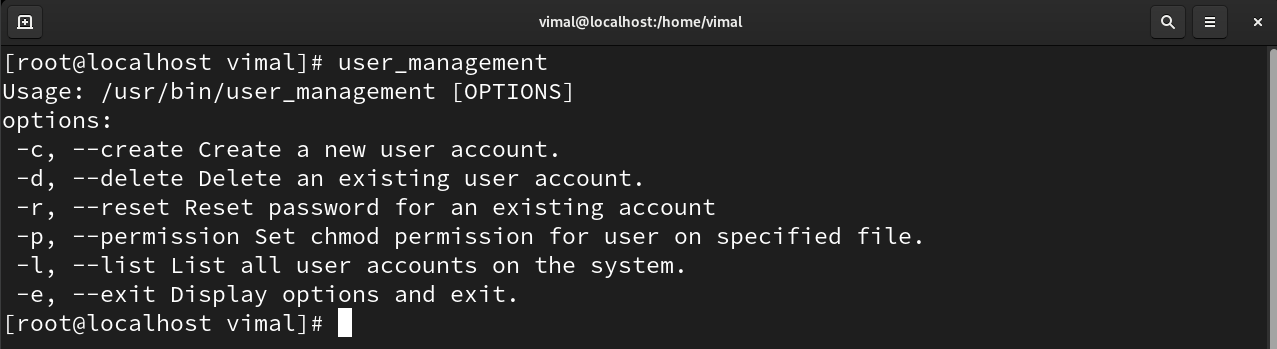 vimal@localhost:/home/vimal
[root@localhost vimal]# user_management
Usage: /usr/bin/user_management [OPTIONS]
options:
 -c, --create Create a new user account.
 -d, --delete Delete an existing user account.
 -r, --reset Reset password for an existing account
 -p, --permission Set chmod permission for user on specified file.
 -l, --list List all user accounts on the system.
 -e, --exit Display options and exit.
[root@localhost vimal]#